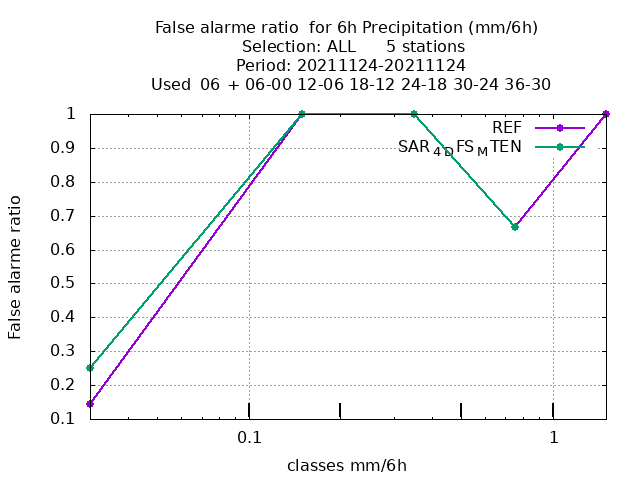 False alarme ratio  for 6h Precipitation (mm/6h)
Selection: ALL      5 stations
Period: 20211124-20211124
Used  06 + 06-00 12-06 18-12 24-18 30-24 36-30
REF
SAR4DFSMTEN
1
0.9
0.8
0.7
0.6
0.5
0.4
0.3
0.2
0.1
False alarme ratio
0.1 1
classes mm/6h